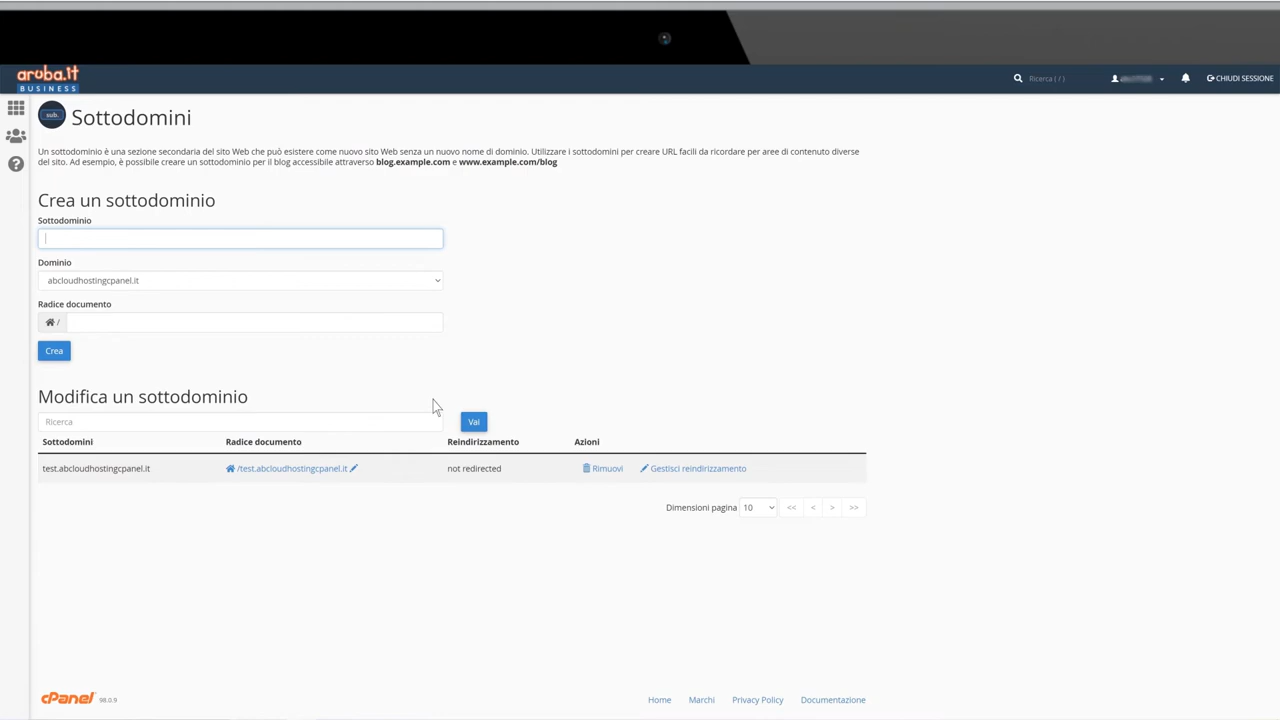 aruba.it
BUSINESS
Ricerca ( / )
CHIUDI SESSIONE
sub.
Sottodomini
Un sottodominio è una sezione secondaria del sito Web che può esistere come nuovo sito Web senza un nuovo nome di dominio. Utilizzare i sottodomini per creare URL facili da ricordare per aree di contenuto diverse
del sito. Ad esempio, è possibile creare un sottodominio per il blog accessibile attraverso blog.example.com e www.example.com/blog
Crea un sottodominio
Sottodominio
Dominio
abcloudhostingcpanel.it
Radice documento
/
Crea
Modifica un sottodominio
Ricerca
Vai
Sottodomini Radice documento Reindirizzamento Azioni
test.abcloudhostingcpanel.it /test.abcloudhostingcpanel.it not redirected Rimuovi Gestisci reindirizzamento
Dimensioni pagina 10 << < > >>
cPanel 98.0.9 Home Marchi Privacy Policy Documentazione